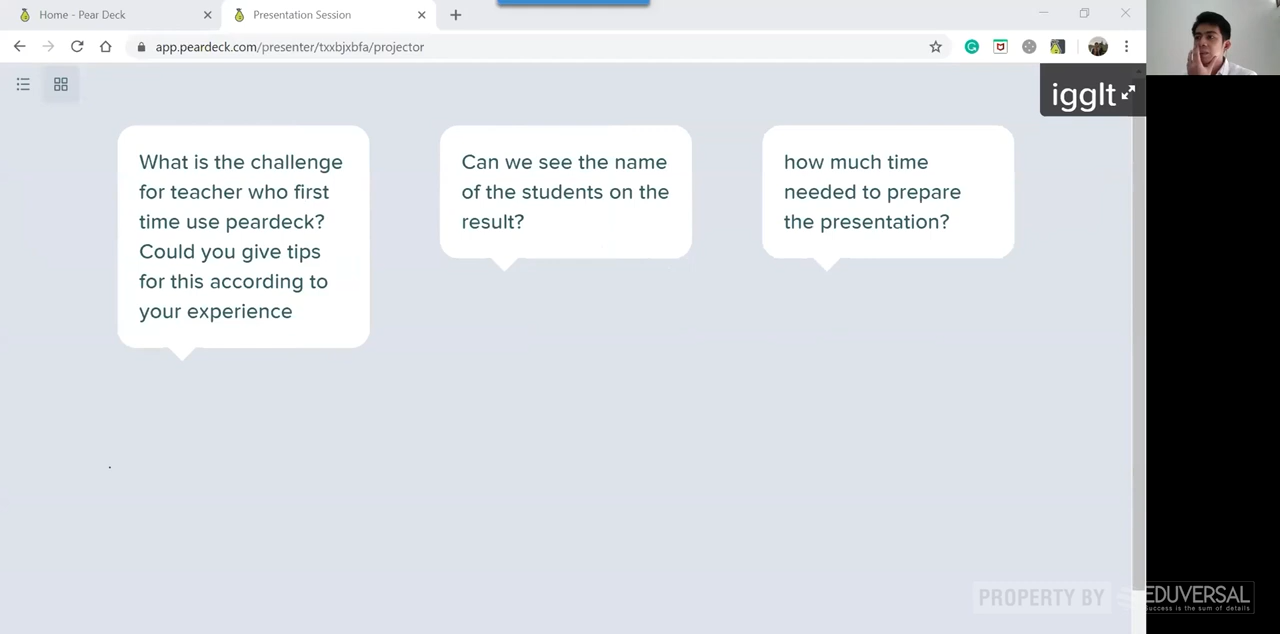 Home - Pear Deck
Presentation Session
app.peardeck.com/presenter/txxbjxbfa/projector
igglt
What is the challenge
for teacher who first
time use peardeck?
Could you give tips
for this according to
your experience
Can we see the name
of the students on the
result?
how much time
needed to prepare
the presentation?
PROPERTY BY
EDUVERSAL
Success is the sum of details